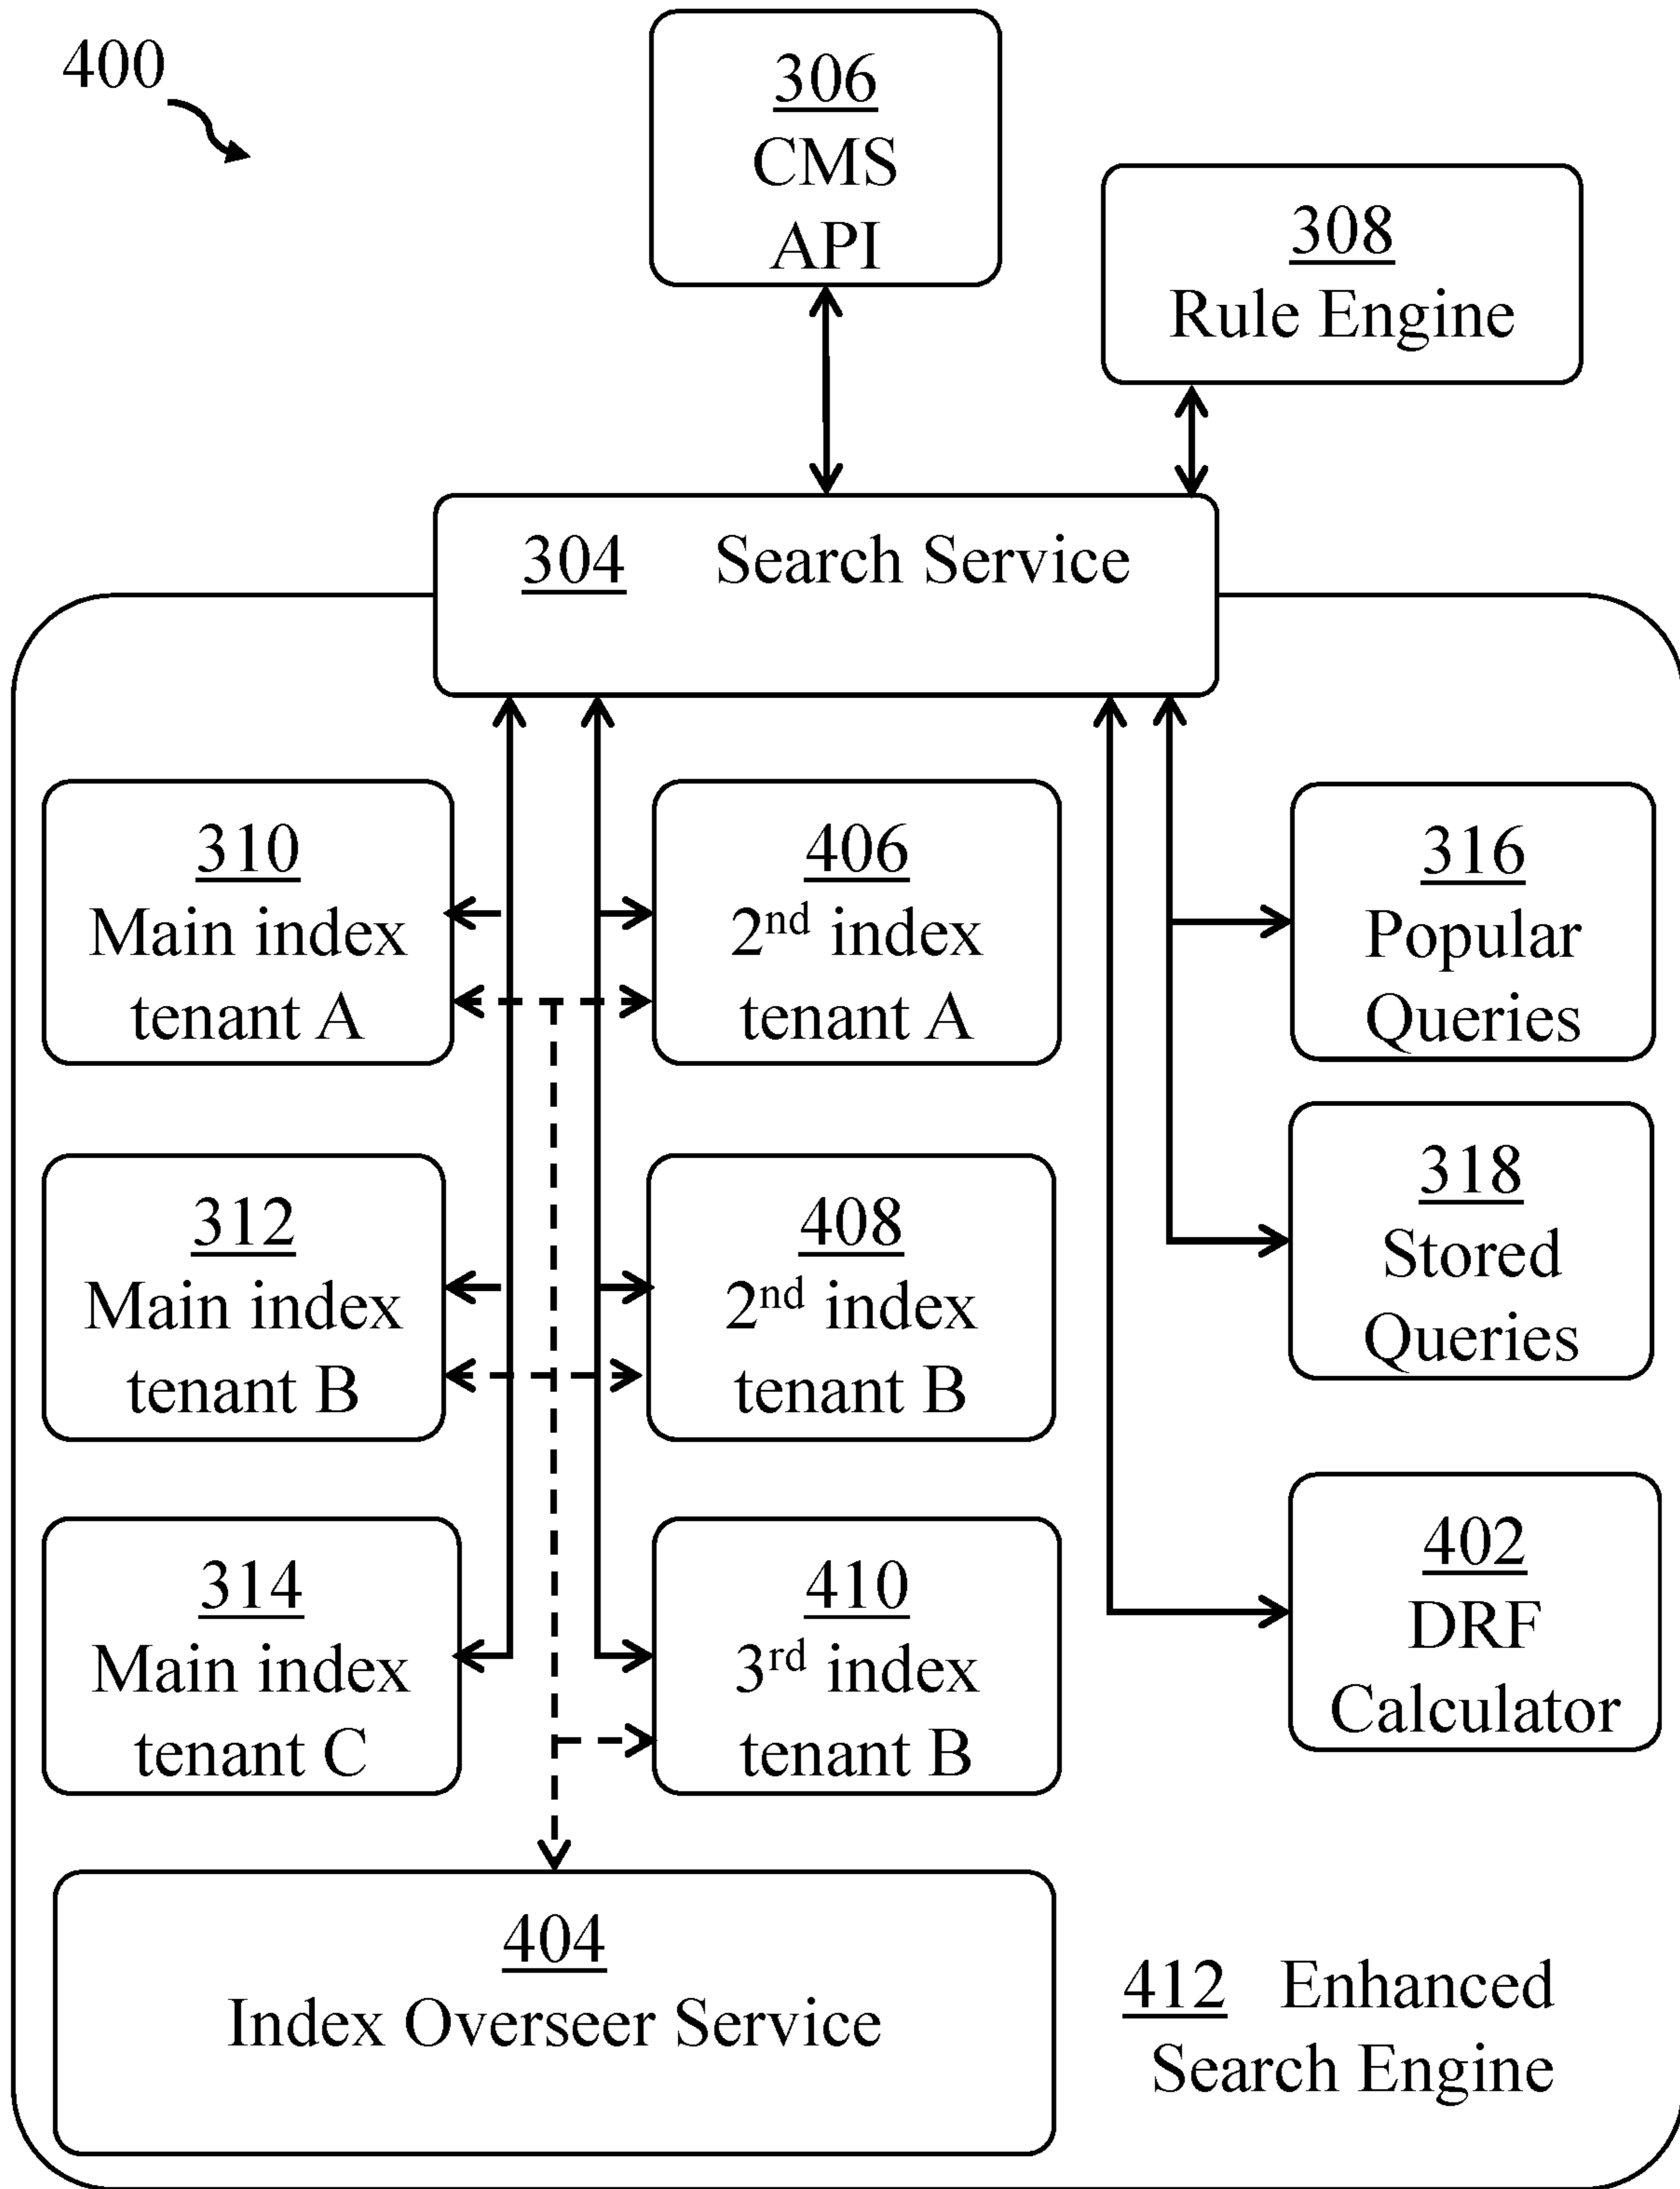 400
306
CMS
API
308
Rule Engine
304 Search Service
310
Main index
tenant A
406
2nd index
tenant A
316
Popular
Queries
312
Main index
tenant B
408
2nd index
tenant B
318
Stored
Queries
314
Main index
tenant C
410
3rd index
tenant B
402
DRF
Calculator
404
Index Overseer Service
412 Enhanced
Search Engine